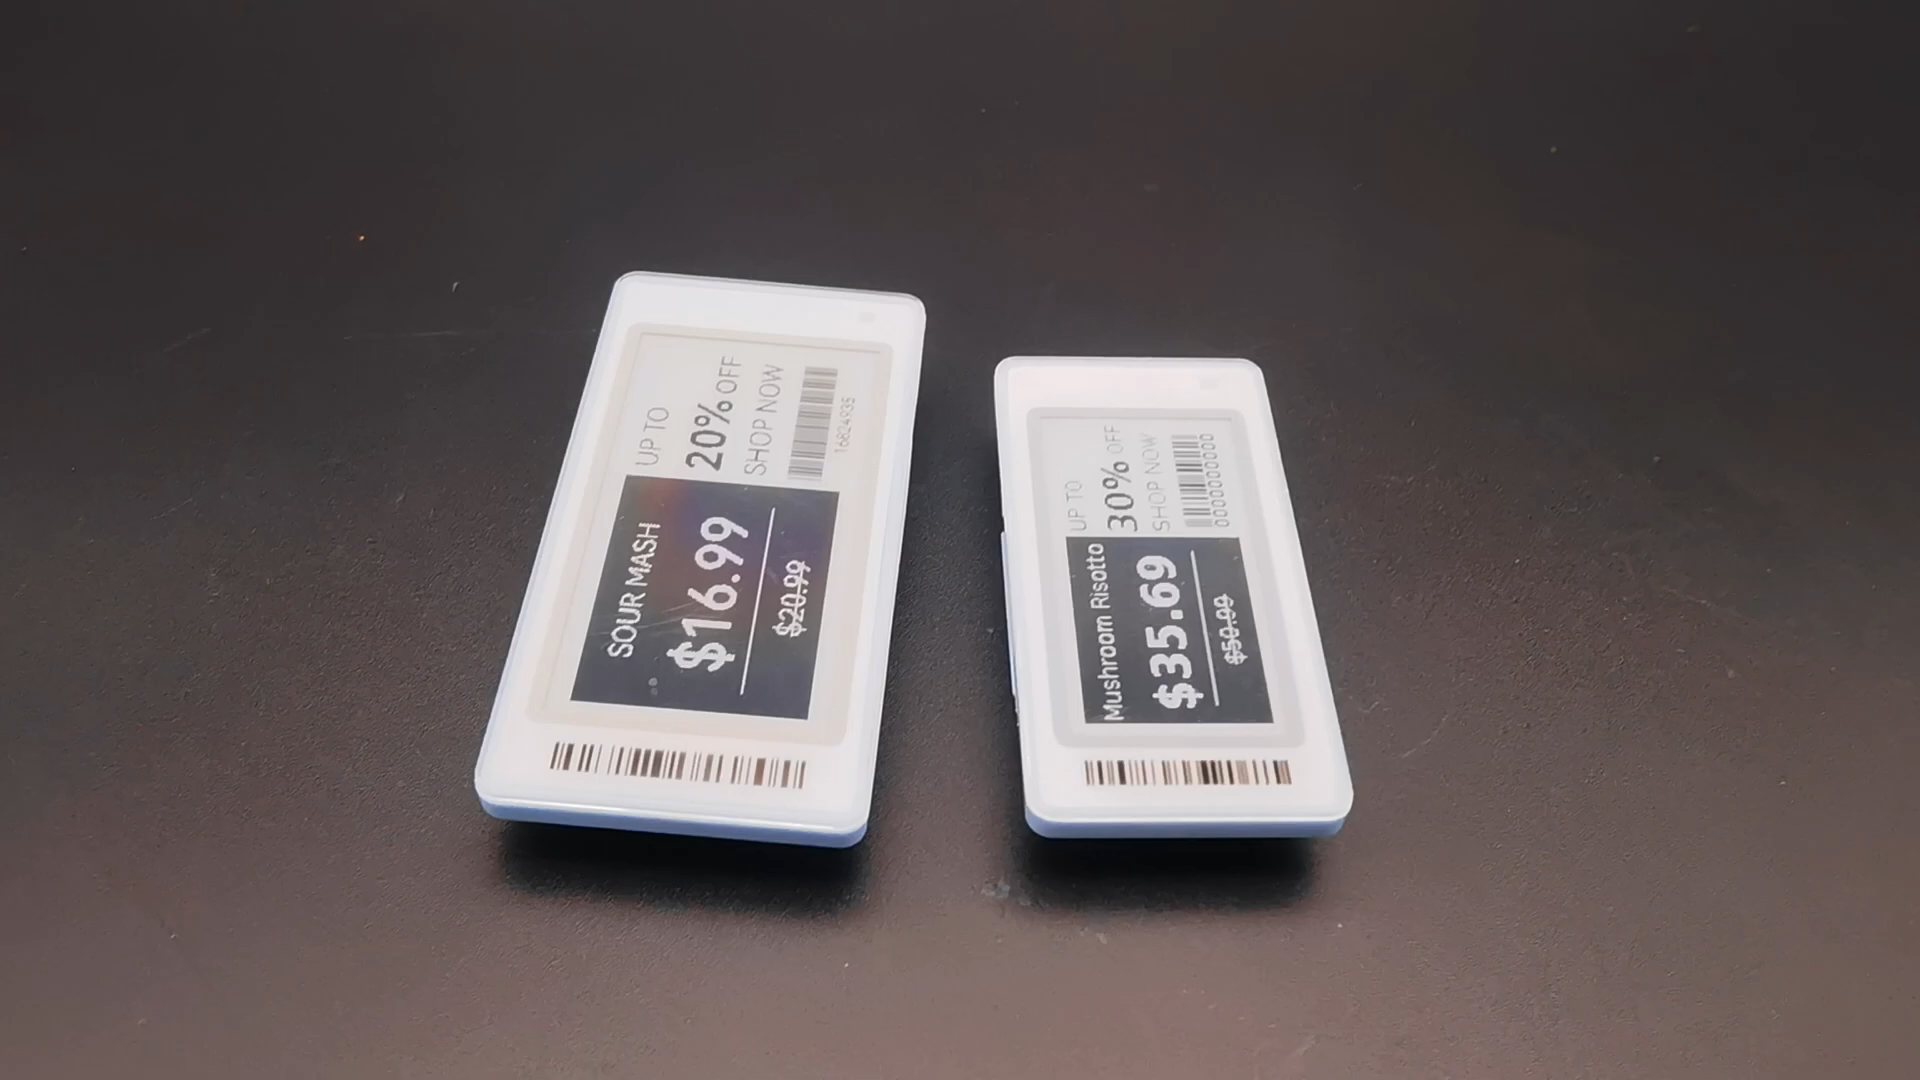 SOUR MASH
$16.99
$20.99
UP TO
20% OFF
SHOP NOW
16824935
Mushroom Risotto
$35.69
$50.99
UP TO
30% OFF
SHOP NOW
0000000000